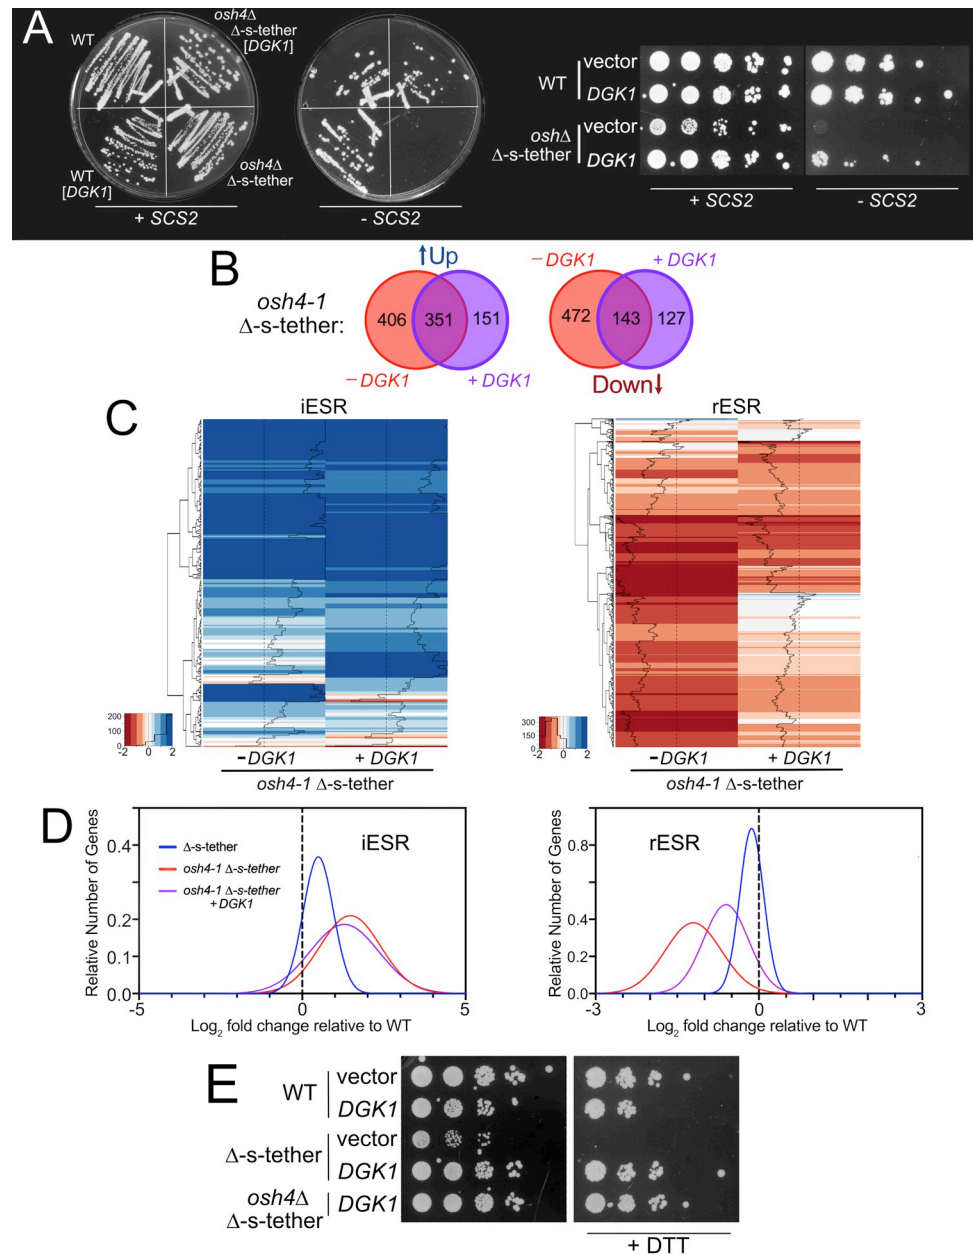 A
WT
osh4Δ
Δ-s-tether
[DGK1]
WT
[DGK1]
osh4Δ
Δ-s-tether
+ SCS2
- SCS2
WT
vector
DGK1
oshΔ
Δ-s-tether
vector
DGK1
+ SCS2
- SCS2
B
↑Up
osh4-1
Δ-s-tether:
406 351 151
–DGK1
+ DGK1
–DGK1
+ DGK1
472 143 127
Down↓
C
iESR
200
100
0
-2 0 2
-DGK1
+ DGK1
osh4-1 Δ-s-tether
rESR
300
150
0
-2 0 2
-DGK1
+ DGK1
osh4-1 Δ-s-tether
D
Relative Number of Genes
0.4
0.2
0.1
0.0
-5 0 5
Log2 fold change relative to WT
Δ-s-tether
osh4-1 Δ-s-tether
osh4-1 Δ-s-tether
+DGK1
iESR
Relative Number of Genes
0.8
0.4
0.2
0.0
-3 0 3
Log2 fold change relative to WT
rESR
E
WT
vector
DGK1
Δ-s-tether
vector
DGK1
osh4Δ
Δ-s-tether
DGK1
+ DTT